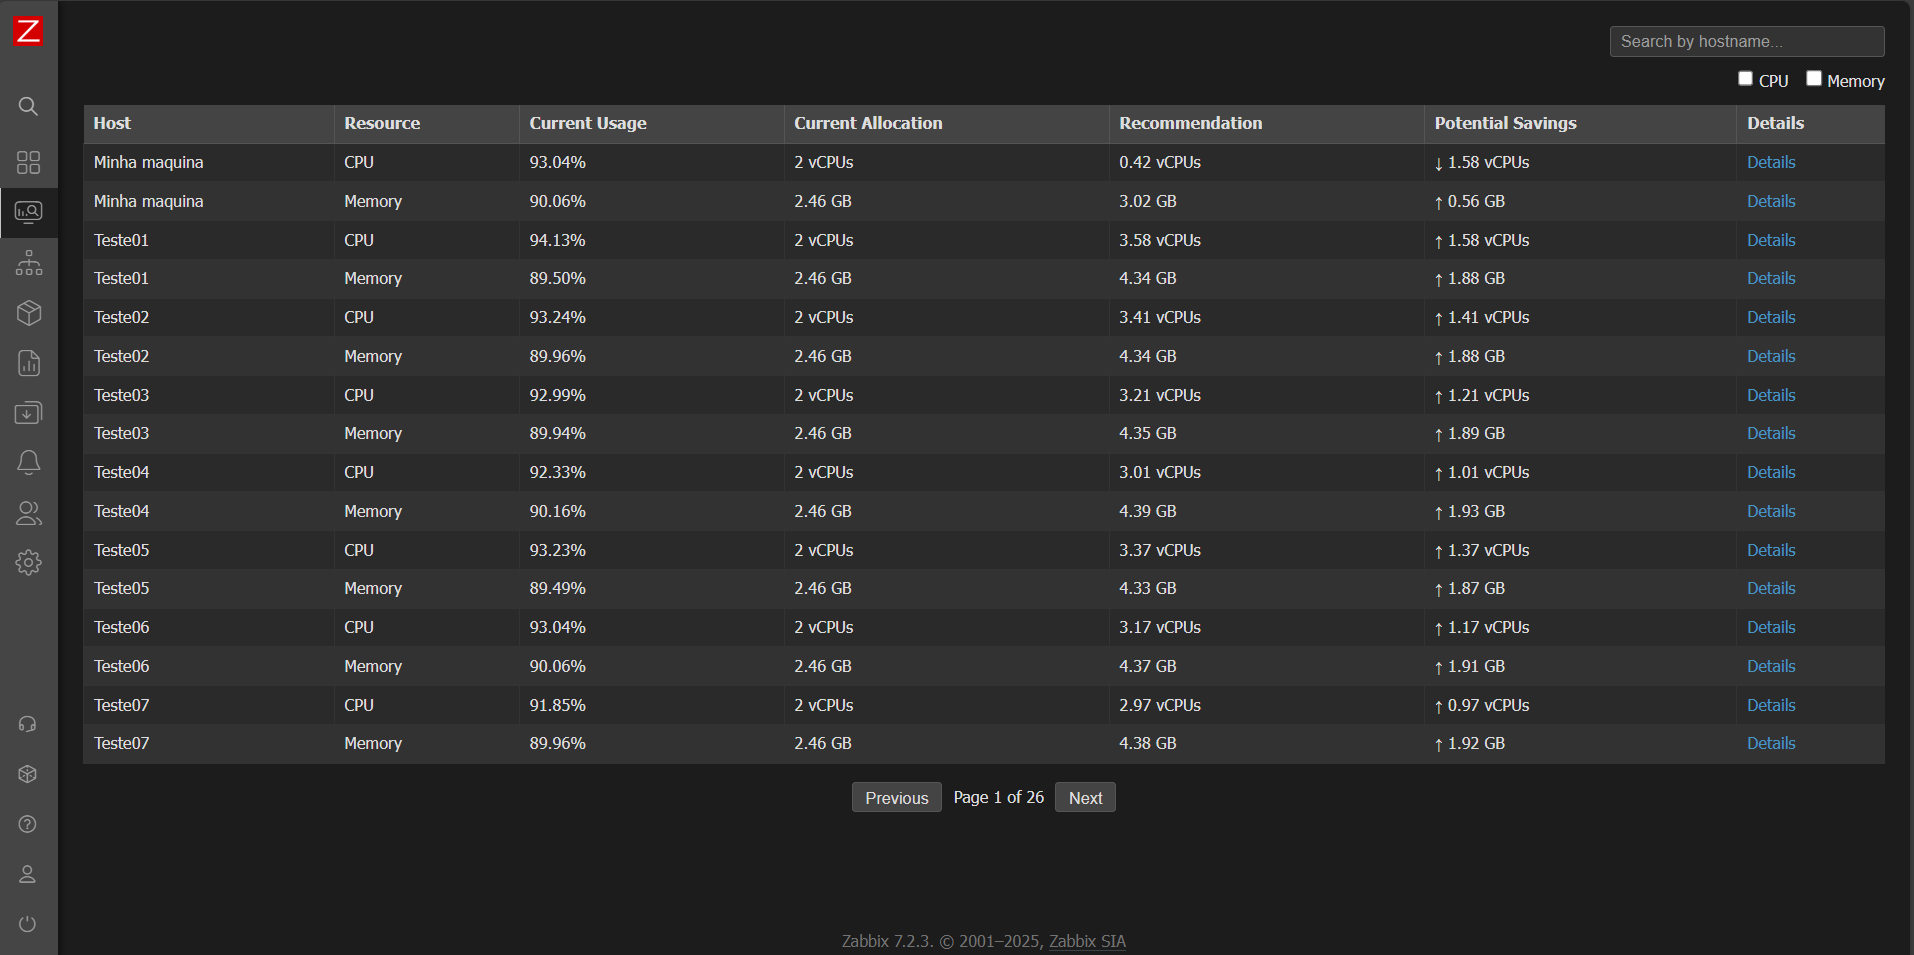 Z
Search by hostname...
CPU Memory
Host Resource Current Usage Current Allocation Recommendation Potential Savings Details
Minha maquina CPU 93.04% 2 vCPUs 0.42 vCPUs ↓ 1.58 vCPUs Details
Minha maquina Memory 90.06% 2.46 GB 3.02 GB ↑ 0.56 GB Details
Teste01 CPU 94.13% 2 vCPUs 3.58 vCPUs ↑ 1.58 vCPUs Details
Teste01 Memory 89.50% 2.46 GB 4.34 GB ↑ 1.88 GB Details
Teste02 CPU 93.24% 2 vCPUs 3.41 vCPUs ↑ 1.41 vCPUs Details
Teste02 Memory 89.96% 2.46 GB 4.34 GB ↑ 1.88 GB Details
Teste03 CPU 92.99% 2 vCPUs 3.21 vCPUs ↑ 1.21 vCPUs Details
Teste03 Memory 89.94% 2.46 GB 4.35 GB ↑ 1.89 GB Details
Teste04 CPU 92.33% 2 vCPUs 3.01 vCPUs ↑ 1.01 vCPUs Details
Teste04 Memory 90.16% 2.46 GB 4.39 GB ↑ 1.93 GB Details
Teste05 CPU 93.23% 2 vCPUs 3.37 vCPUs ↑ 1.37 vCPUs Details
Teste05 Memory 89.49% 2.46 GB 4.33 GB ↑ 1.87 GB Details
Teste06 CPU 93.04% 2 vCPUs 3.17 vCPUs ↑ 1.17 vCPUs Details
Teste06 Memory 90.06% 2.46 GB 4.37 GB ↑ 1.91 GB Details
Teste07 CPU 91.85% 2 vCPUs 2.97 vCPUs ↑ 0.97 vCPUs Details
Teste07 Memory 89.96% 2.46 GB 4.38 GB ↑ 1.92 GB Details
Previous Page 1 of 26 Next
Zabbix 7.2.3. © 2001–2025, Zabbix SIA